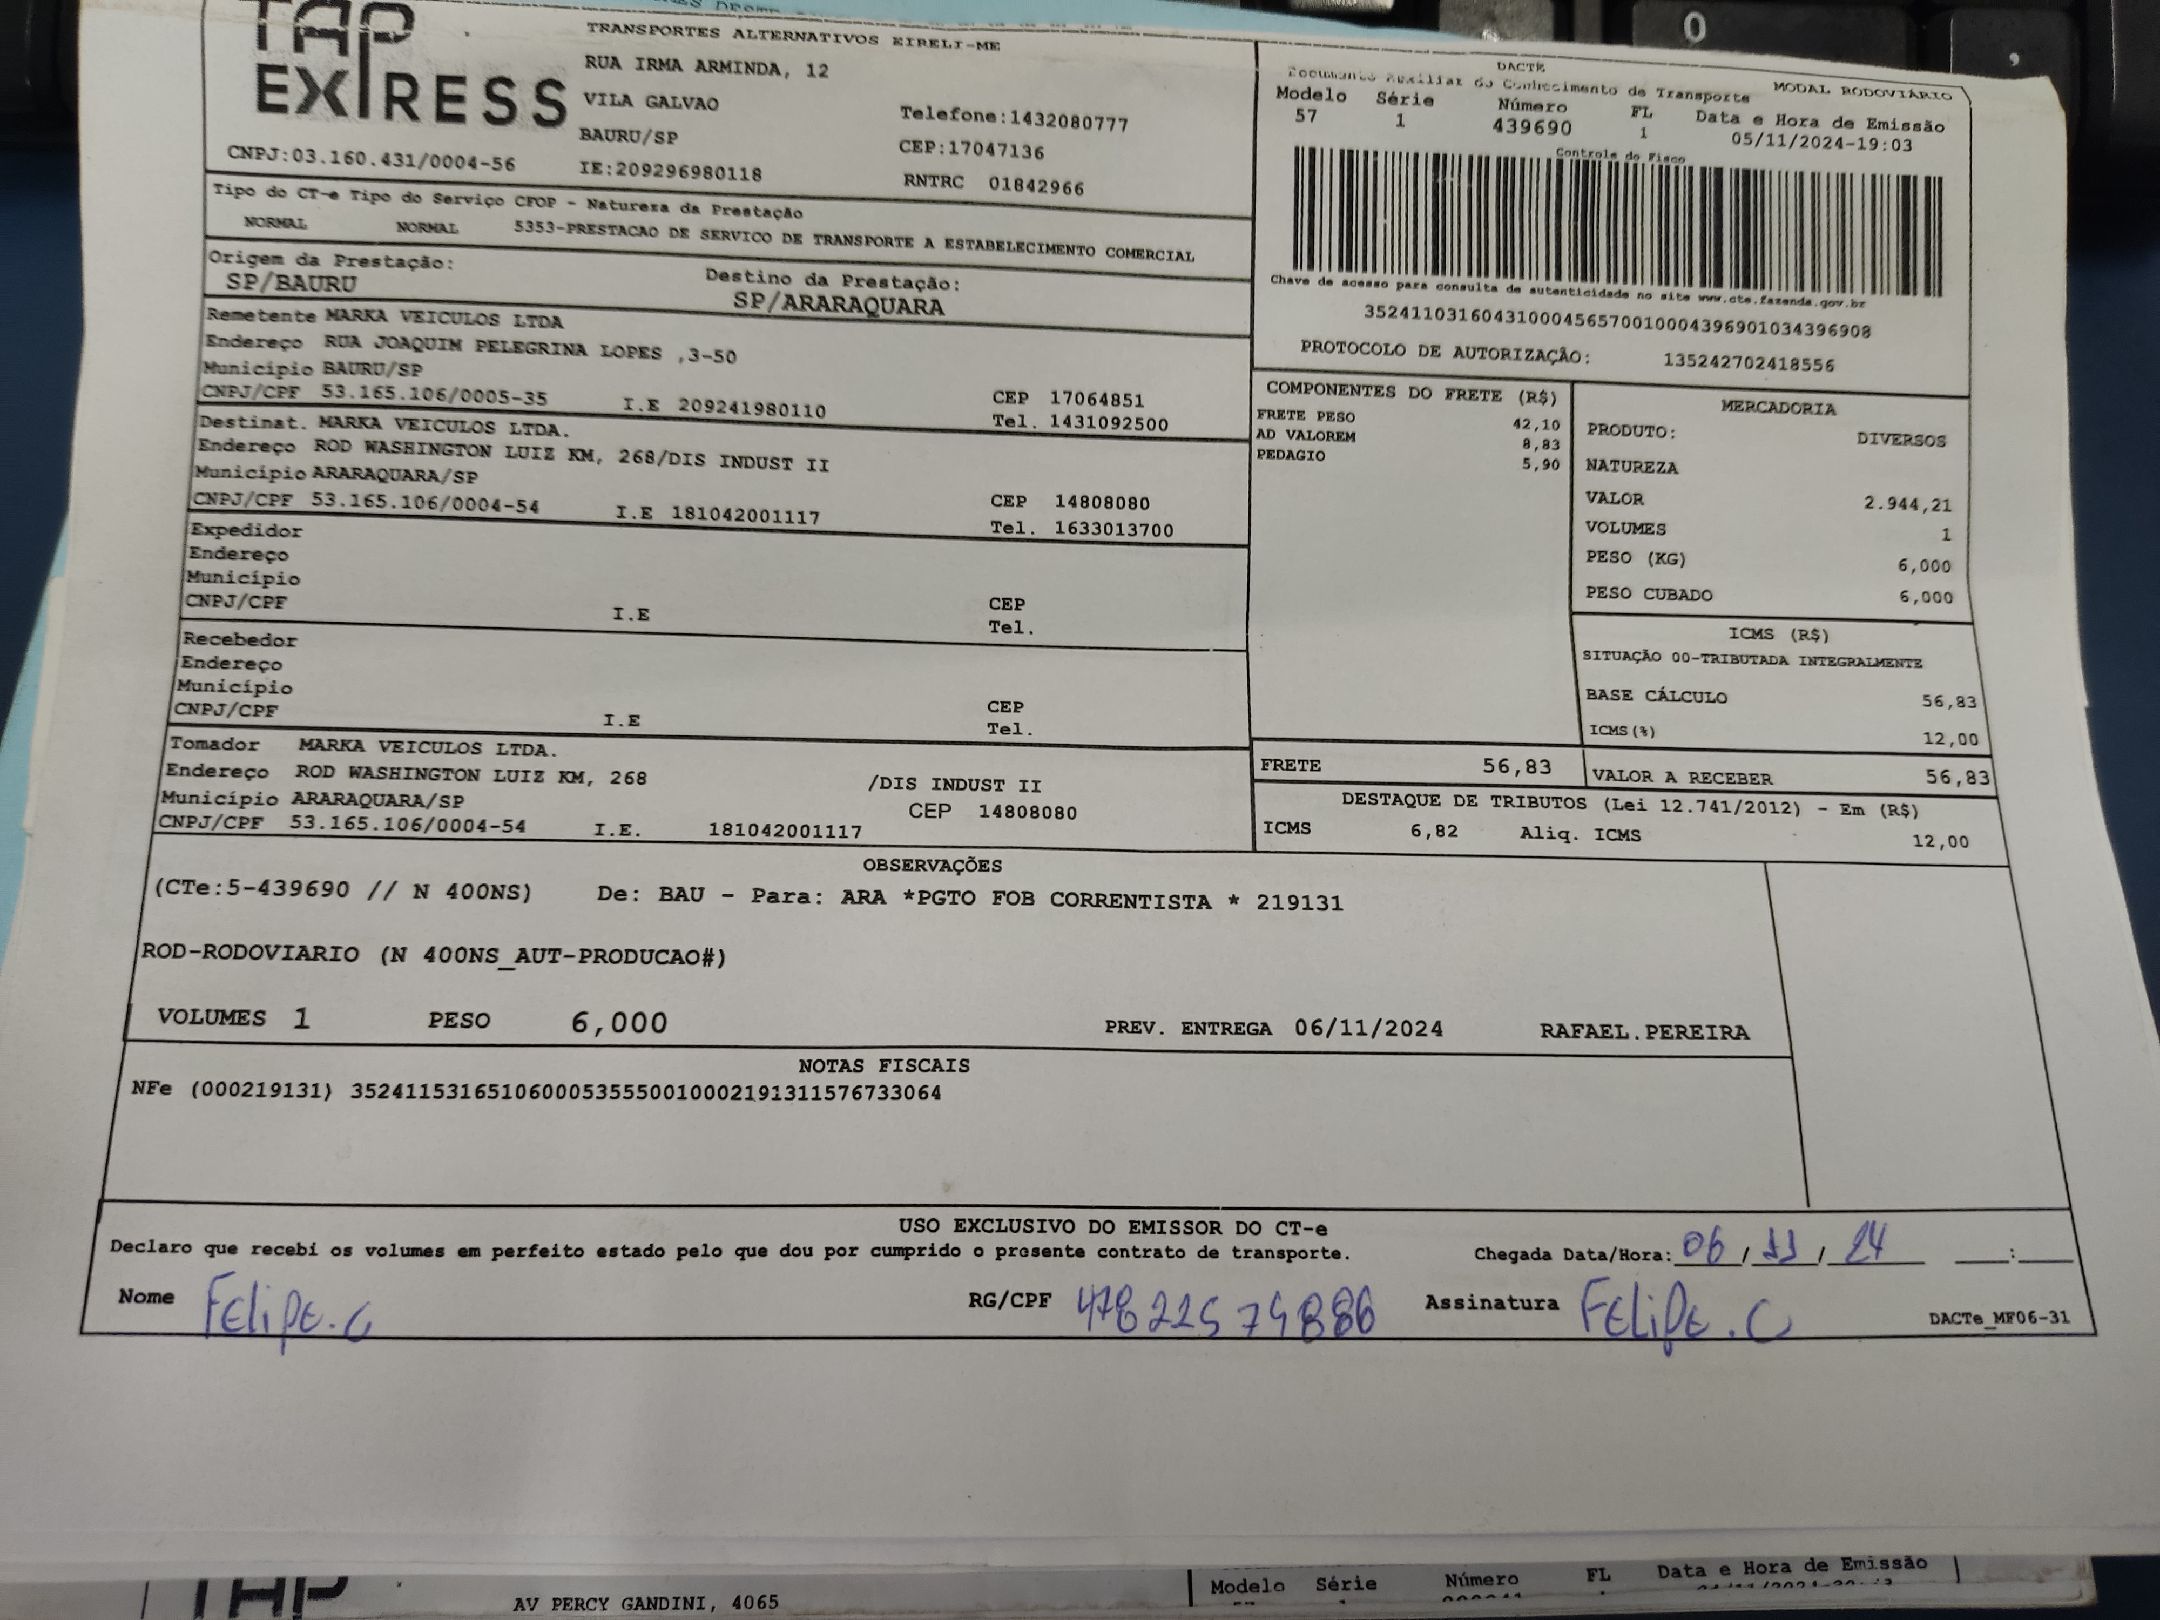 TAP
EXPRESS
TRANSPORTES ALTERNATIVOS EIRELI-ME
RUA IRMA ARMINDA, 12
VILA GALVAO
BAURU/SP
Telefone:1432080777
CEP:17047136
CNPJ:03.160.431/0004-56
IE:209296980118
RNTRC 01842966
DACTE
Documento Auxiliar do Conhecimento de Transporte
MODAL RODOVIÁRIO
Modelo Série Número FL Data e Hora de Emissão
57 1 439690 1 05/11/2024-19:03
Controle do Fisco
Chave de acesso para consulta de autenticidade no site www.cte.fazenda.gov.br
35241103160431000456570010004396901034396908
PROTOCOLO DE AUTORIZAÇÃO: 135242702418556
Tipo do CT-e Tipo do Serviço CFOP - Natureza da Prestação
NORMAL NORMAL 5353-PRESTACAO DE SERVICO DE TRANSPORTE A ESTABELECIMENTO COMERCIAL
Origem da Prestação: Destino da Prestação:
SP/BAURU SP/ARARAQUARA
Remetente MARKA VEICULOS LTDA
Endereço RUA JOAQUIM PELEGRINA LOPES ,3-50
Município BAURU/SP
CEP 17064851
CNPJ/CPF 53.165.106/0005-35 I.E 209241980110 Tel. 1431092500
Destinat. MARKA VEICULOS LTDA.
Endereço ROD WASHINGTON LUIZ KM, 268/DIS INDUST II
Município ARARAQUARA/SP
CEP 14808080
CNPJ/CPF 53.165.106/0004-54 I.E 181042001117 Tel. 1633013700
Expedidor
Endereço
Município
CEP
CNPJ/CPF I.E Tel.
Recebedor
Endereço
Município
CEP
CNPJ/CPF I.E Tel.
Tomador MARKA VEICULOS LTDA.
Endereço ROD WASHINGTON LUIZ KM, 268 /DIS INDUST II
Município ARARAQUARA/SP CEP 14808080
CNPJ/CPF 53.165.106/0004-54 I.E. 181042001117
COMPONENTES DO FRETE (R$)
FRETE PESO 42,10
AD VALOREM 8,83
PEDAGIO 5,90
MERCADORIA
PRODUTO: DIVERSOS
NATUREZA
VALOR 2.944,21
VOLUMES 1
PESO (KG) 6,000
PESO CUBADO 6,000
ICMS (R$)
SITUAÇÃO 00-TRIBUTADA INTEGRALMENTE
BASE CÁLCULO 56,83
ICMS(%) 12,00
FRETE 56,83 VALOR A RECEBER 56,83
DESTAQUE DE TRIBUTOS (Lei 12.741/2012) - Em (R$)
ICMS 6,82 Aliq. ICMS 12,00
OBSERVAÇÕES
(CTe:5-439690 // N 400NS) De: BAU - Para: ARA *PGTO FOB CORRENTISTA * 219131
ROD-RODOVIARIO (N 400NS_AUT-PRODUCAO#)
VOLUMES 1 PESO 6,000 PREV. ENTREGA 06/11/2024 RAFAEL.PEREIRA
NOTAS FISCAIS
NFe (000219131) 35241153165106000535550010002191311576733064
USO EXCLUSIVO DO EMISSOR DO CT-e
Declaro que recebi os volumes em perfeito estado pelo que dou por cumprido o presente contrato de transporte. Chegada Data/Hora: 06/11/24 :
Nome Felipe.C RG/CPF 47822579886 Assinatura Felipe.C
DACTe_MF06-31
TAP
AV PERCY GANDINI, 4065
Modelo Série Número FL Data e Hora de Emissão
0
,